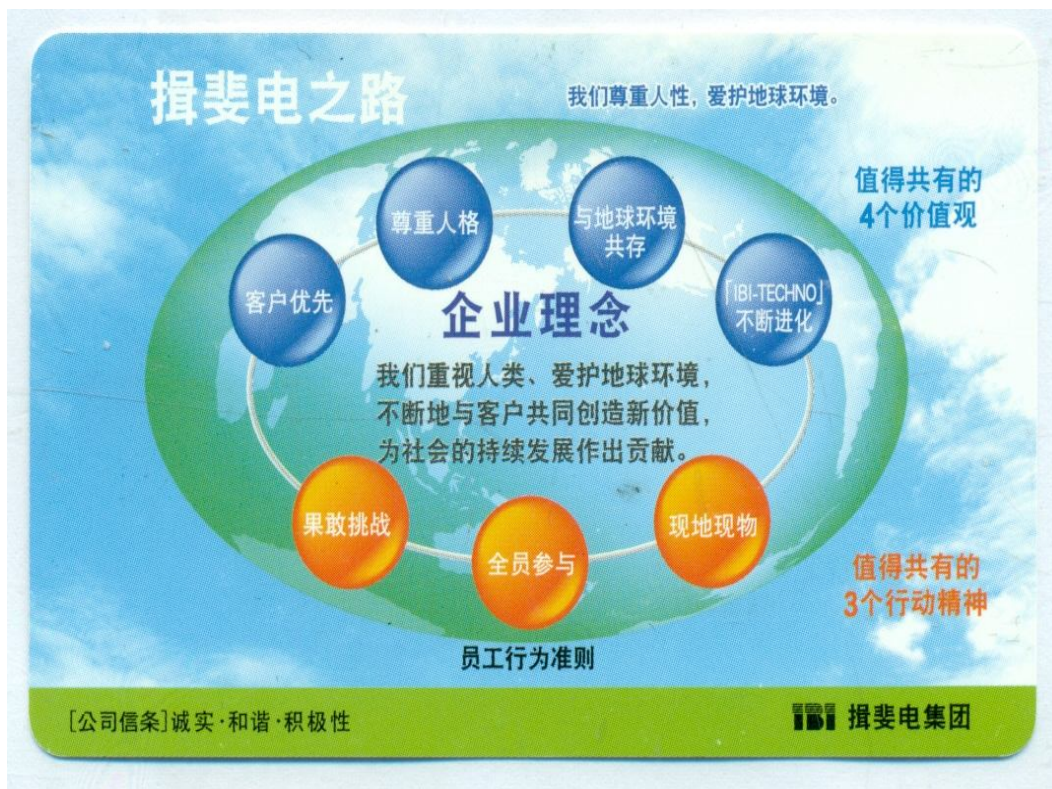 揖斐电之路
我们尊重人性，爱护地球环境。
值得共有的
4个价值观
尊重人格
与地球环境
共存
客户优先
「IBI-TECHNO」
不断进化
企业理念
我们重视人类、爱护地球环境，
不断地与客户共同创造新价值，
为社会的持续发展作出贡献。
果敢挑战
全员参与
现地现物
值得共有的
3个行动精神
员工行为准则
[公司信条]诚实·和谐·积极性
IBI 揖斐电集团